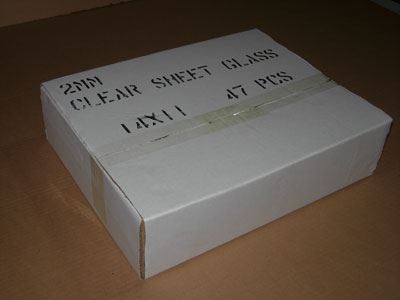 2MM
CLEAR SHEET GLASS
14X11 47 PCS